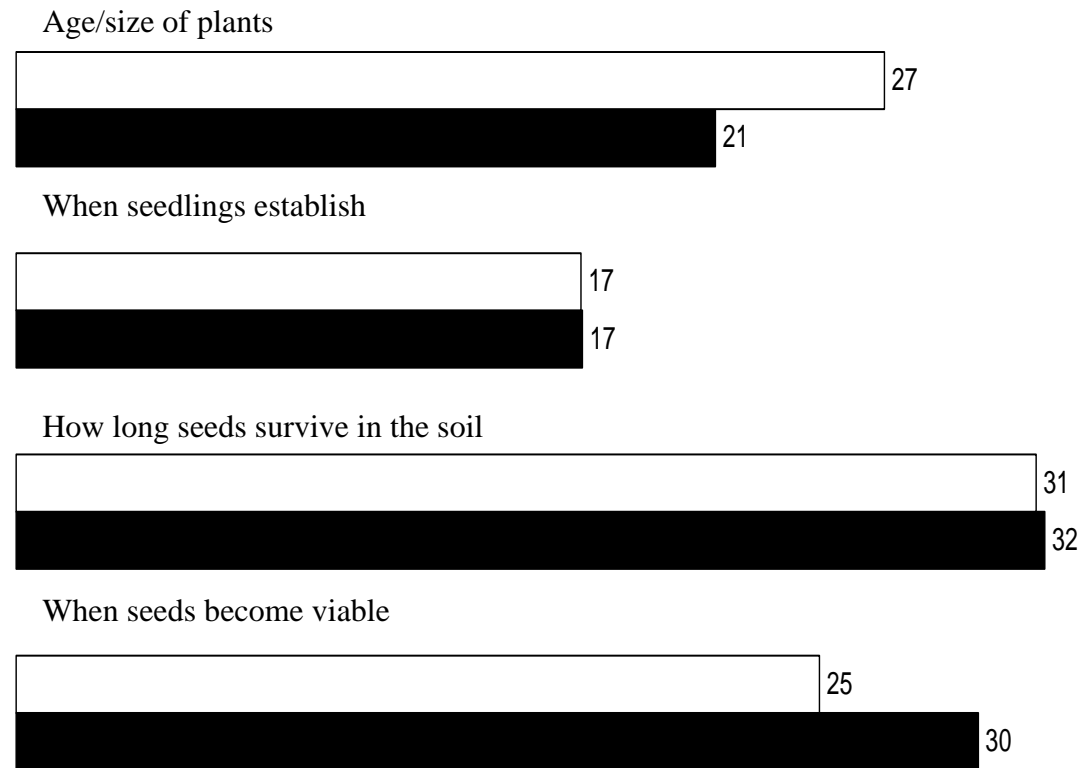 Age/size of plants
27
21
When seedlings establish
17
17
How long seeds survive in the soil
31
32
When seeds become viable
25
30